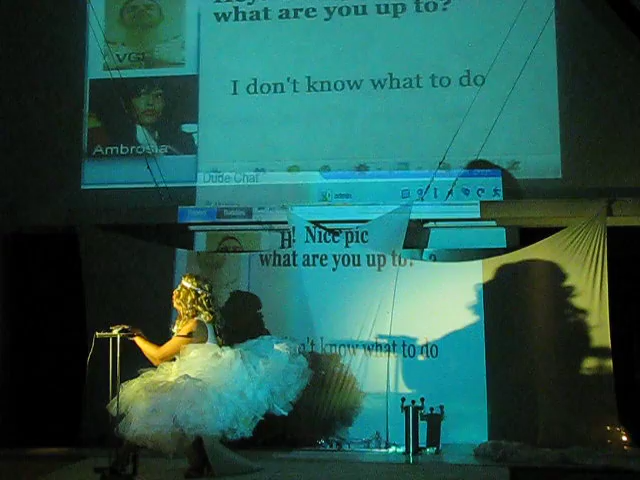 what are you up to?
I don't know what to do
Ambrosia
Dude Chat
Nice pic
what are you up to?
know what to do